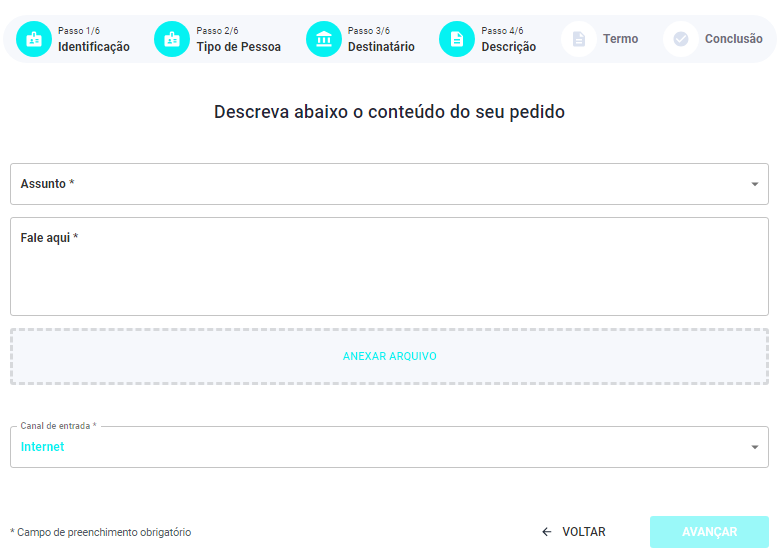 Passo 1/6 Passo 2/6 Passo 3/6 Passo 4/6
Identificação Tipo de Pessoa Destinatário Descrição Termo Conclusão
Descreva abaixo o conteúdo do seu pedido
Assunto *
Fale aqui *
ANEXAR ARQUIVO
Canal de entrada *
Internet
* Campo de preenchimento obrigatório VOLTAR AVANÇAR